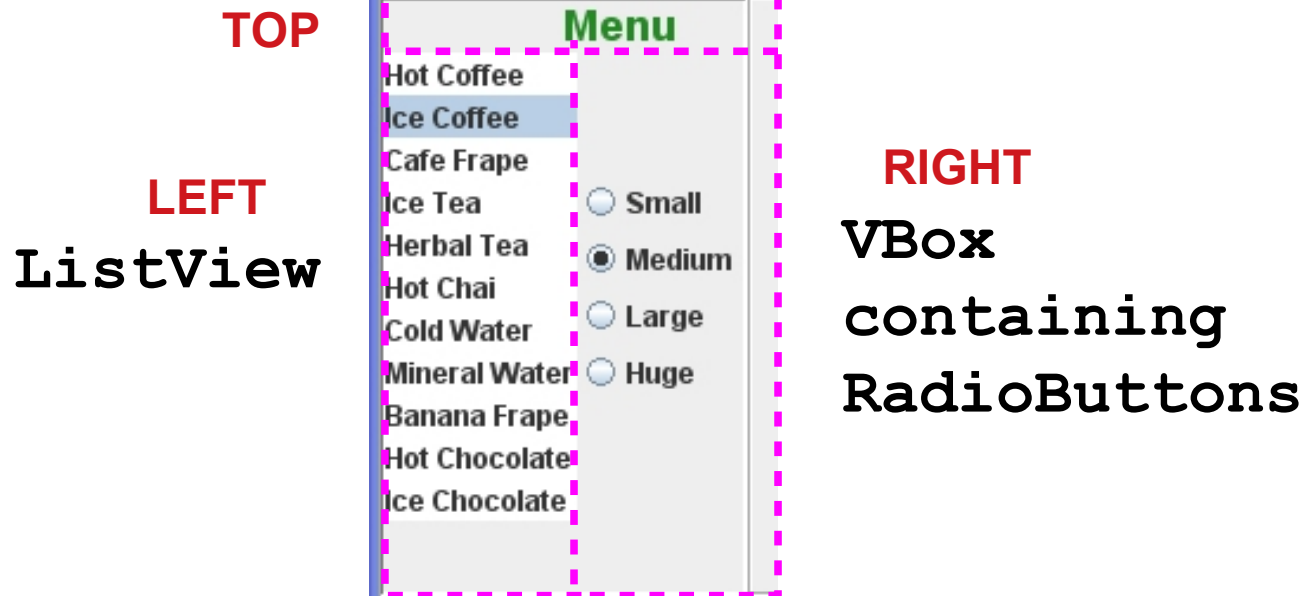 TOP
Menu
LEFT
ListView
Hot Coffee
Ice Coffee
Cafe Frape
Ice Tea
Herbal Tea
Hot Chai
Cold Water
Mineral Water
Banana Frape
Hot Chocolate
Ice Chocolate
Small
Medium
Large
Huge
RIGHT
VBox
containing
RadioButtons